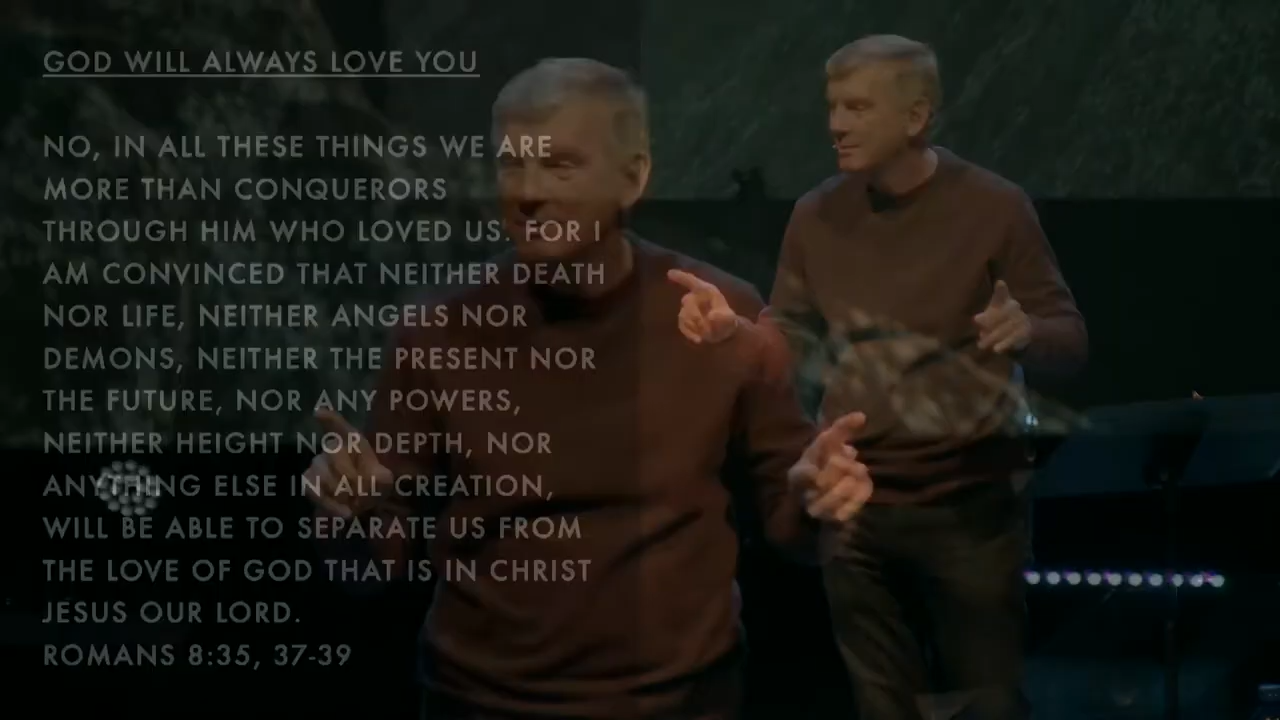 GOD WILL ALWAYS LOVE YOU
NO, IN ALL THESE THINGS WE ARE
MORE THAN CONQUERORS
THROUGH HIM WHO LOVED US. FOR I
AM CONVINCED THAT NEITHER DEATH
NOR LIFE, NEITHER ANGELS NOR
DEMONS, NEITHER THE PRESENT NOR
THE FUTURE, NOR ANY POWERS,
NEITHER HEIGHT NOR DEPTH, NOR
ANYTHING ELSE IN ALL CREATION,
WILL BE ABLE TO SEPARATE US FROM
THE LOVE OF GOD THAT IS IN CHRIST
JESUS OUR LORD.
ROMANS 8:35, 37-39